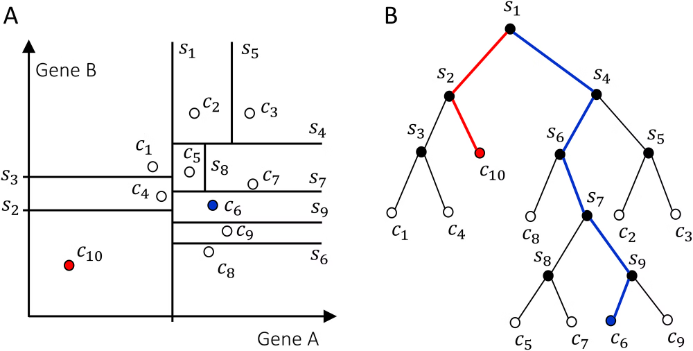 A
B
Gene B
Gene A
s1
s5
c2
c3
s4
c1
c5
s8
s3
c7
s7
c4
s2
c6
s9
c9
c10
c8
s6
s1
s2
s4
s3
s6
s5
c10
s7
c1
c4
c8
c2
c3
s8
s9
c5
c7
c6
c9